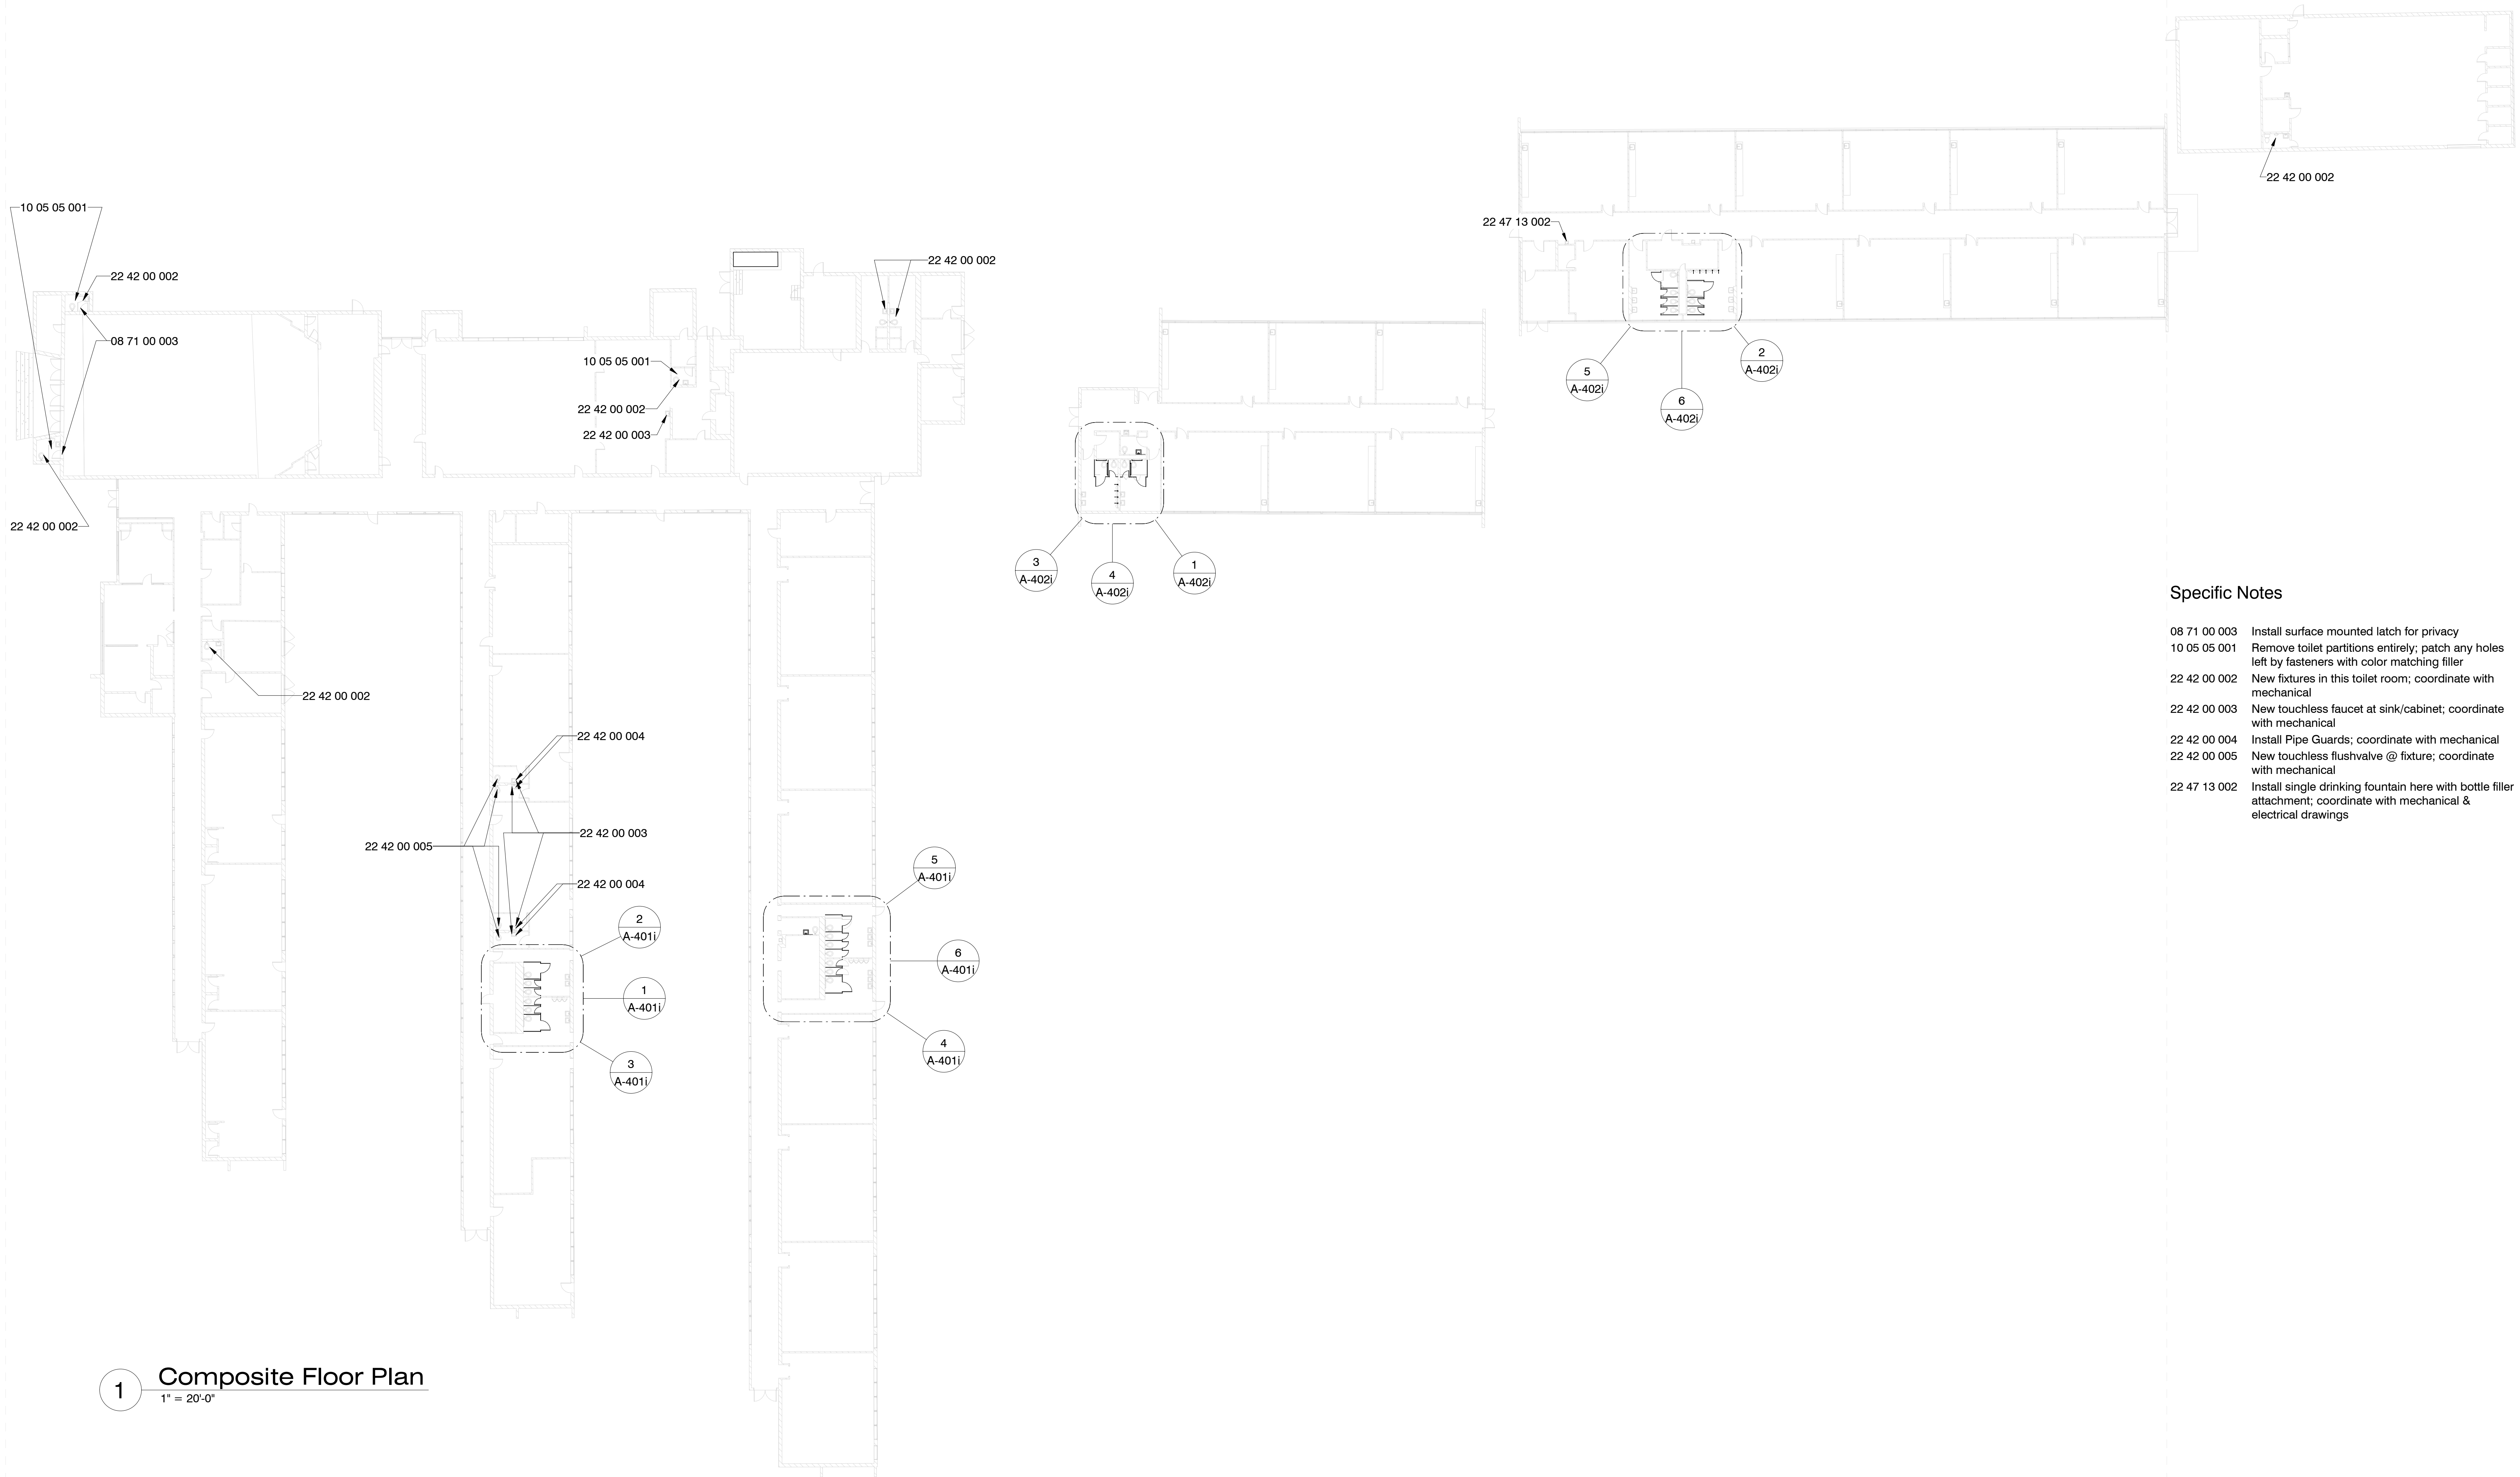 22 42 00 002
10 05 05 001
22 47 13 002
22 42 00 002
22 42 00 002
08 71 00 003
10 05 05 001
22 42 00 002
22 42 00 003
22 42 00 002
5
A-402i
6
A-402i
2
A-402i
3
A-402i
4
A-402i
1
A-402i
Specific Notes
08 71 00 003 Install surface mounted latch for privacy
10 05 05 001 Remove toilet partitions entirely; patch any holes
left by fasteners with color matching filler
22 42 00 002 New fixtures in this toilet room; coordinate with
mechanical
22 42 00 003 New touchless faucet at sink/cabinet; coordinate
with mechanical
22 42 00 004 Install Pipe Guards; coordinate with mechanical
22 42 00 005 New touchless flushvalve @ fixture; coordinate
with mechanical
22 47 13 002 Install single drinking fountain here with bottle filler
attachment; coordinate with mechanical &
electrical drawings
22 42 00 002
22 42 00 004
22 42 00 003
22 42 00 005
22 42 00 004
5
A-401i
2
A-401i
6
A-401i
1
A-401i
4
A-401i
3
A-401i
1
Composite Floor Plan
1" = 20'-0"